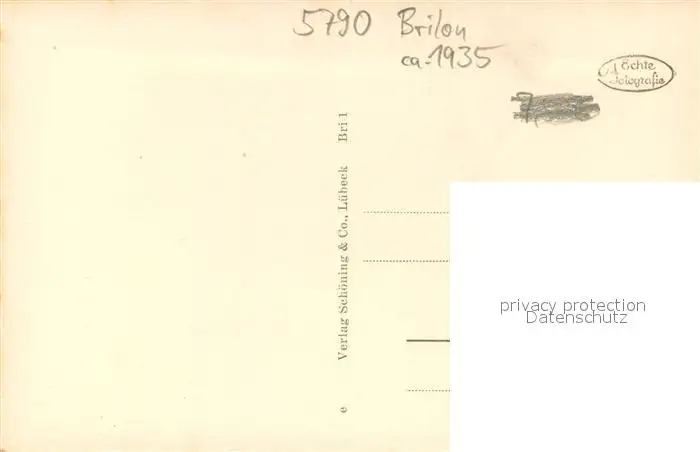 5790 Brilon
ca. 1935
Echte
Fotografie
Verlag Schöning & Co., Lübeck Bri 1
e
privacy protection
Datenschutz